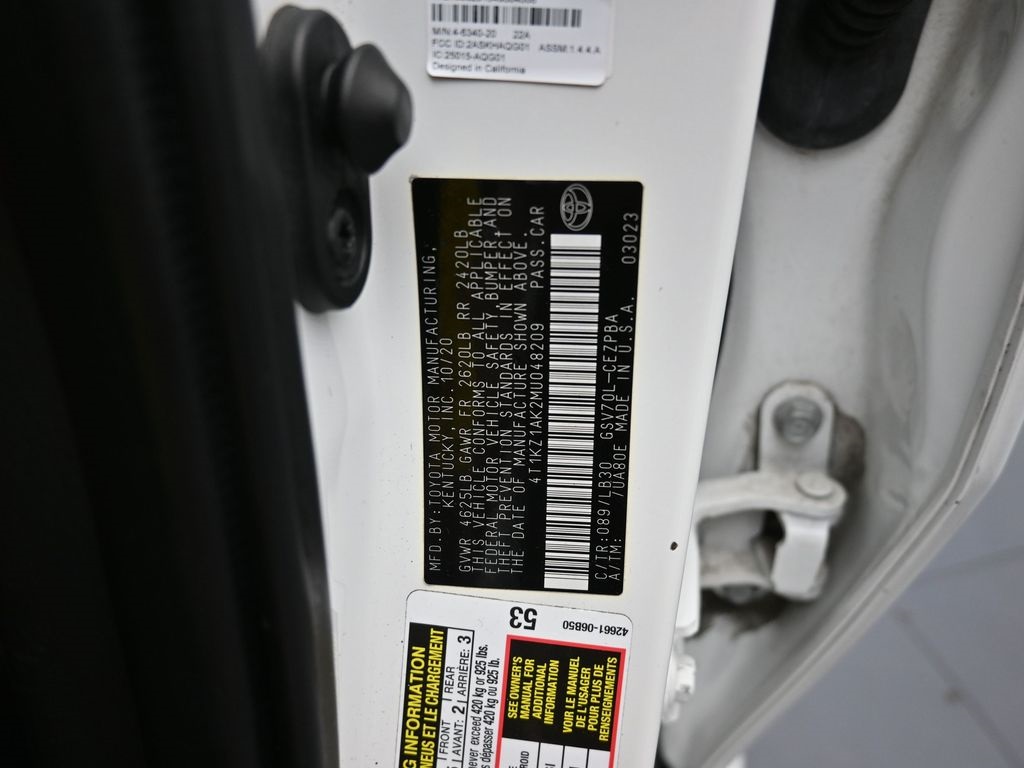 M/N:4-6340-20 22/A
FCC ID:2ASKHAQG01 ASSM:1.4.4.A
IC:25015-AQG01
Designed in California
MFD.BY:TOYOTA MOTOR MANUFACTURING,
KENTUCKY, INC. 10/20
GVWR 4625LB GAWR FR 2620LB RR 2420LB
THIS VEHICLE CONFORMS TO ALL APPLICABLE
FEDERAL MOTOR VEHICLE SAFETY, BUMPER, AND
THEFT PREVENTION STANDARDS IN EFFECT ON
THE DATE OF MANUFACTURE SHOWN ABOVE.
4T1KZ1AK2MU048209 PASS.CAR
C/TR:089/LB30 GSV70L-CEZPBA 03023
A/TM: /UA80E MADE IN U.S.A.
53
42661-06B50
G INFORMATION
NEUS ET LE CHARGEMENT
FRONT 2 REAR 3
AVANT: ARRIÈRE:
never exceed 420 kg or 925 lbs.
dépasser 420 kg ou 925 lb.
SEE OWNER'S
MANUAL FOR
ADDITIONAL
INFORMATION
VOIR LE MANUEL
DE L'USAGER
POUR PLUS DE
RENSEIGNEMENTS